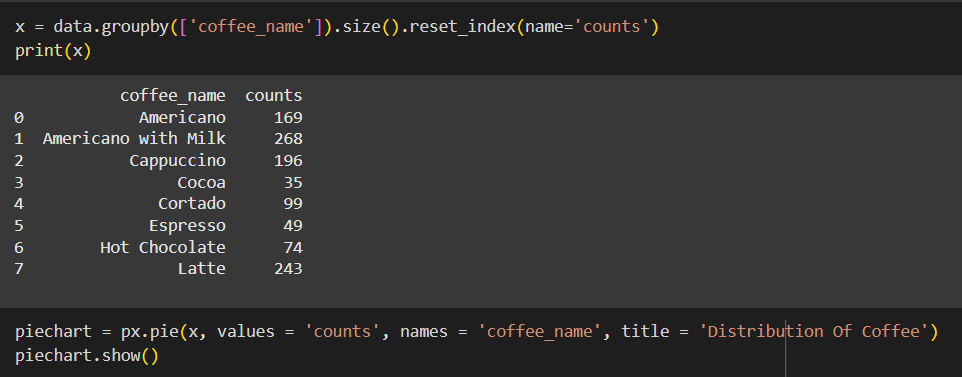 x = data.groupby(['coffee_name']).size().reset_index(name='counts')
print(x)
coffee_name counts
0 Americano 169
1 Americano with Milk 268
2 Cappuccino 196
3 Cocoa 35
4 Cortado 99
5 Espresso 49
6 Hot Chocolate 74
7 Latte 243
piechart = px.pie(x, values = 'counts', names = 'coffee_name', title = 'Distribution Of Coffee')
piechart.show()